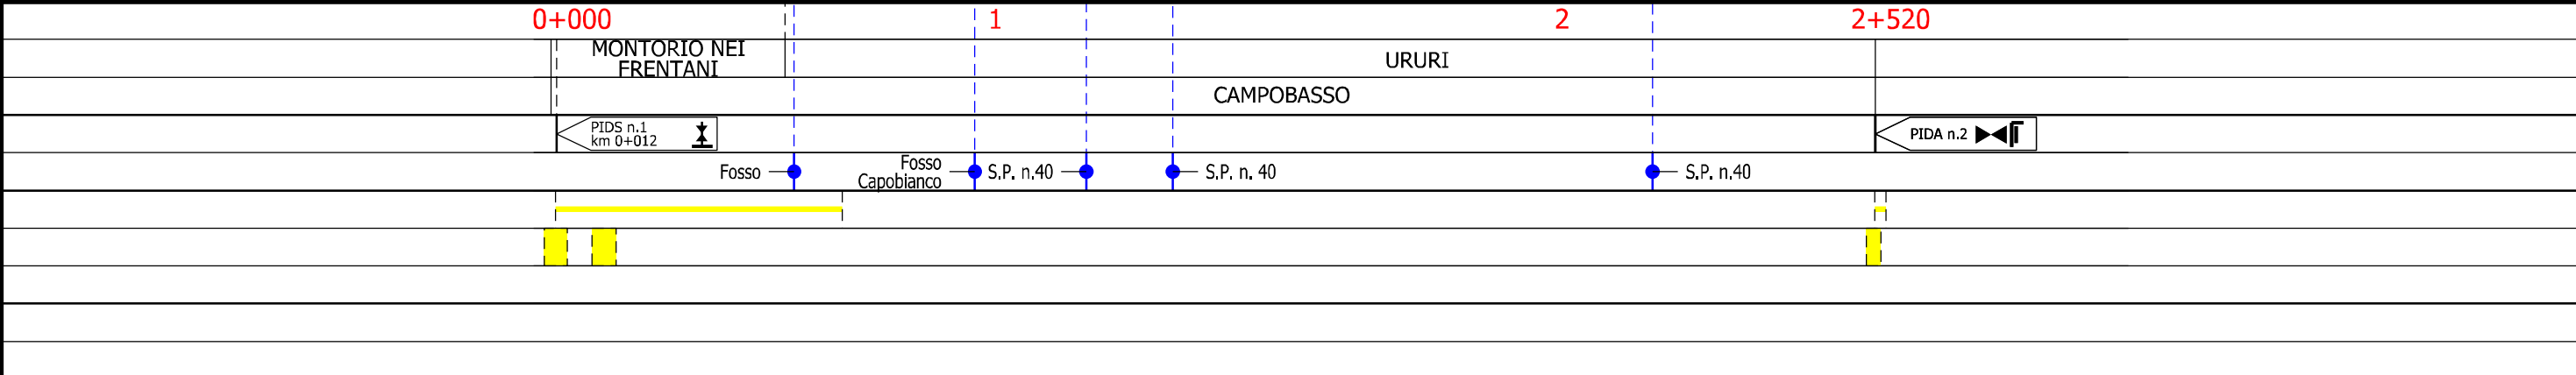 0+000 1 2 2+520
MONTORIO NEI
FRENTANI
URURI
CAMPOBASSO
PIDS n.1
km 0+012
PIDA n.2
Fosso
Fosso
Capobianco
S.P. n.40
S.P. n. 40
S.P. n.40